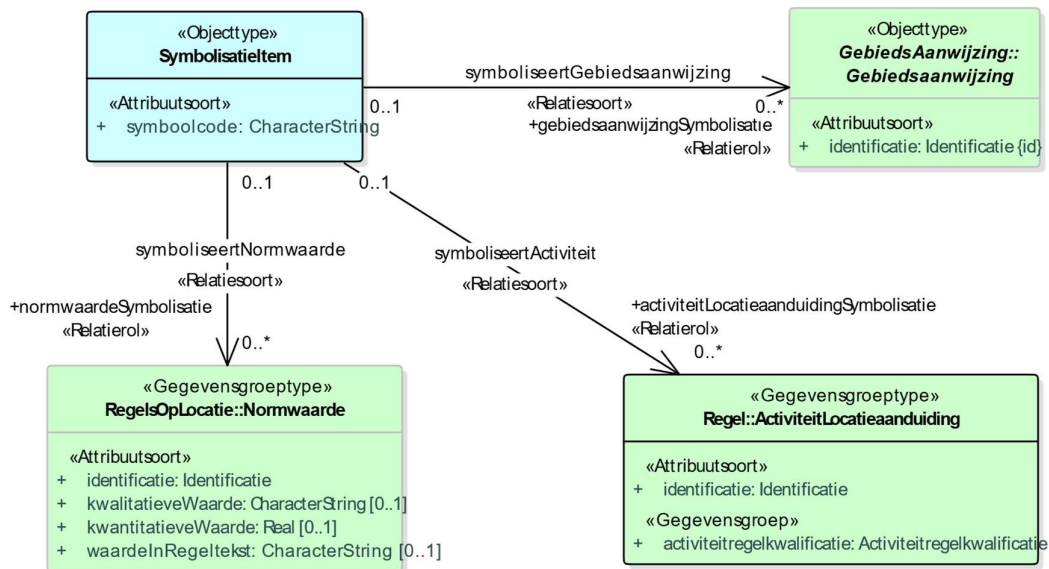 «Objecttype»
SymbolisatieItem
«Attribuutsoort»
+ symboolcode: CharacterString
symboliseertGebiedsaanwijzing
0..1
«Relatiesoort»
0..*
+gebiedsaanwijzingSymbolisatie
«Relatierol»
«Objecttype»
GebiedsAanwijzing::
Gebiedsaanwijzing
«Attribuutsoort»
+ identificatie: Identificatie {id}
0..1
0..1
symboliseertNormwaarde
«Relatiesoort»
+normwaardeSymbolisatie
«Relatierol»
0..*
symboliseertActiviteit
«Relatiesoort»
+activiteitLocatieaanduidingSymbolisatie
«Relatierol»
0..*
«Gegevensgroeptype»
RegelsOpLocatie::Normwaarde
«Attribuutsoort»
+ identificatie: Identificatie
+ kwalitatieveWaarde: CharacterString [0..1]
+ kwantitatieveWaarde: Real [0..1]
+ waardeInRegeltekst: CharacterString [0..1]
«Gegevensgroeptype»
Regel::ActiviteitLocatieaanduiding
«Attribuutsoort»
+ identificatie: Identificatie
«Gegevensgroep»
+ activiteitregelkwalificatie: Activiteitregelkwalificatie